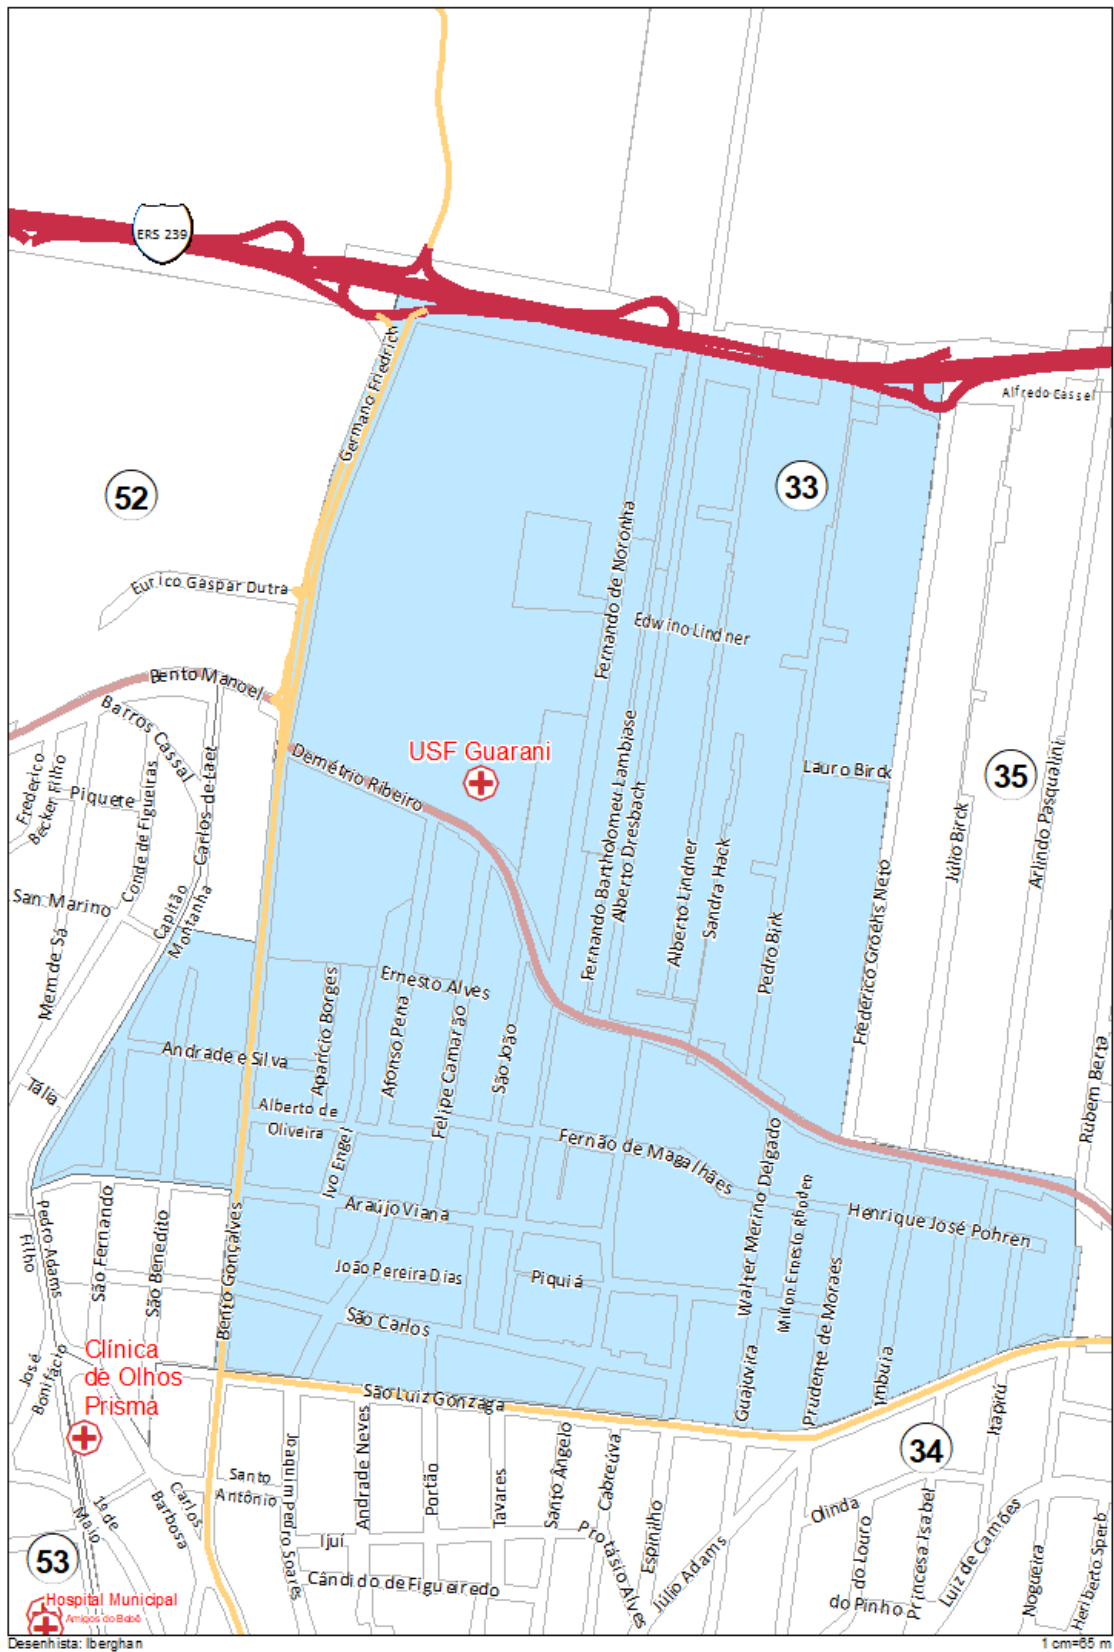 ERS 239
Alfredo Cassel
Germano Friedrich
52
33
Fernando de Noronha
Eurico Gaspar Dutra
Edwino Lindner
Bento Manoel
Barros Cassal
Demétrio Ribeiro
USF Guarani
Fernando Bartholomeu Lambiase
Alberto Dresbach
Lauro Birck
35
Arlindo Pasqualini
Júlio Birck
Frederico
Becker Filho
Piquete
Conde de Figueiras
Carlos de Laet
San Marino
Capitão
Montanha
Mem de Sá
Alberto Lindner
Sandra Hack
Pedro Birk
Frederico Groehs Neto
Ernesto Alves
Aparício Borges
Afonso Pena
Felipe Camarão
São João
Andrade e Silva
Tália
Rubem Berta
Alberto de
Oliveira
Ivo Engel
Fernão de Magalhães
Walter Merino Delgado
Milton Ernesto Rhoden
Henrique José Pohren
Araújo Viana
Pedro Adams
Filho
São Fernando
São Benedito
Bento Gonçalves
João Pereira Dias
Piquiá
São Carlos
Prudente de Moraes
Guajuvira
Imbuia
Itapirú
José
Bonifácio
Clínica
de Olhos
Prisma
São Luiz Gonzaga
34
Joaquim Pedro Soares
Andrade Neves
Portão
Tavares
Santo Ângelo
Cabreúva
Espinilho
Protásio Alves
Júlio Adams
Santo
Antônio
Carlos
Barbosa
1º de
Maio
Ijuí
Cândido de Figueiredo
Olinda
do Louro
do Pinho
Princesa Isabel
Luiz de Camões
Nogueira
Heriberto Sperb
53
Hospital Municipal
Amigos do Bebê
Desenhista: Iberghan
1 cm=65 m